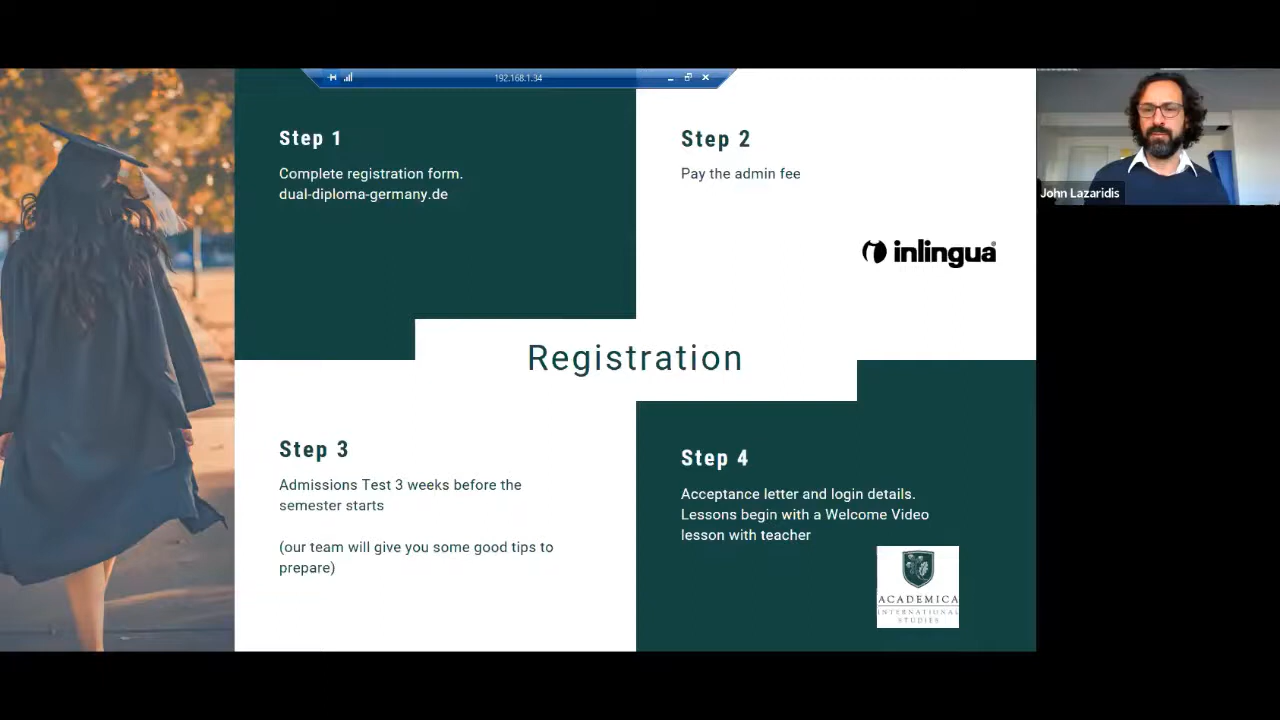 192.168.1.34
Step 1
Complete registration form.
dual-diploma-germany.de
Step 2
Pay the admin fee
John Lazaridis
inlingua®
Registration
Step 3
Admissions Test 3 weeks before the
semester starts
(our team will give you some good tips to
prepare)
Step 4
Acceptance letter and login details.
Lessons begin with a Welcome Video
lesson with teacher
ACADEMICA
INTERNATIONAL
STUDIES